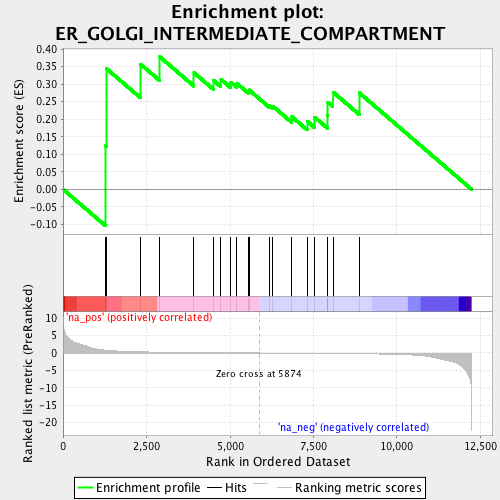 Enrichment plot:
ER_GOLGI_INTERMEDIATE_COMPARTMENT
Enrichment score (ES)
0.40
0.35
0.30
0.25
0.20
0.15
0.10
0.05
0.00
-0.05
-0.10
'na_pos' (positively correlated)
Ranked list metric (PreRanked)
10
5
0
-5
-10
-15
-20
Zero cross at 5874
'na_neg' (negatively correlated)
0
2,500
5,000
7,500
10,000
12,500
Rank in Ordered Dataset
Enrichment profile
Hits
Ranking metric scores